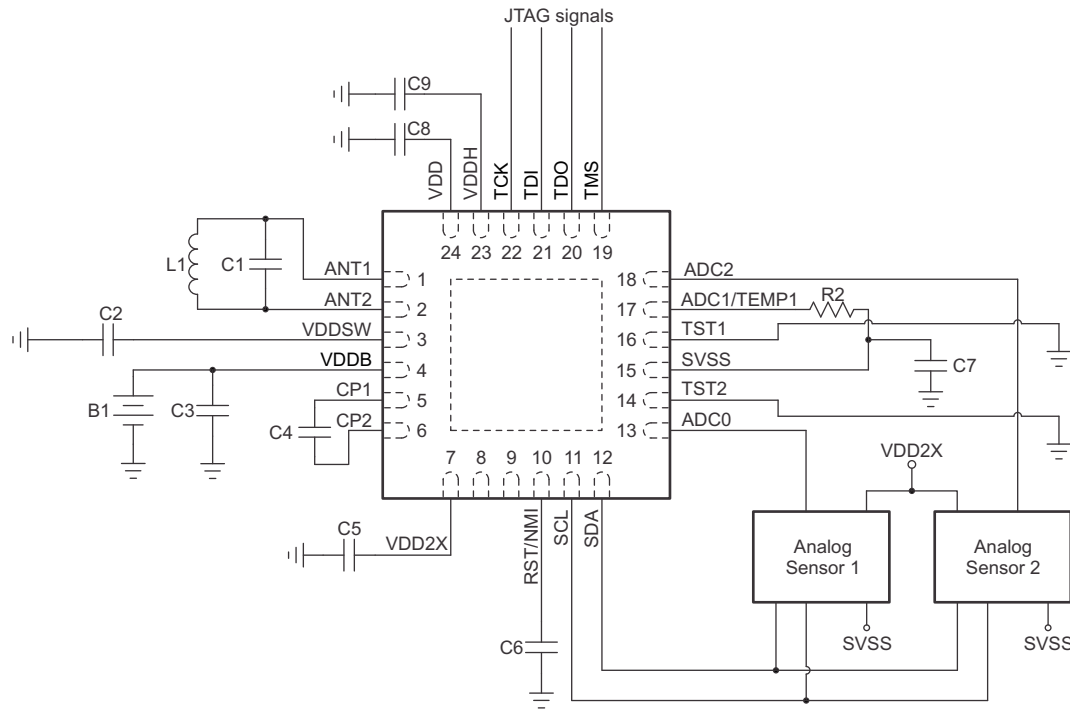 JTAG signals
C9
C8
VDD
VDDH
TCK
TDI
TDO
TMS
24 23 22 21 20 19
L1
C1
ANT1
1
ANT2
2
C2
VDDSW
3
VDDB
4
B1
C3
CP1
5
C4
CP2
6
18
ADC2
17
ADC1/TEMP1
R2
16
TST1
15
SVSS
C7
14
TST2
13
ADC0
7 8 9 10 11 12
C5
VDD2X
RST/NMI
SCL
SDA
C6
VDD2X
Analog
Sensor 1
Analog
Sensor 2
SVSS
SVSS